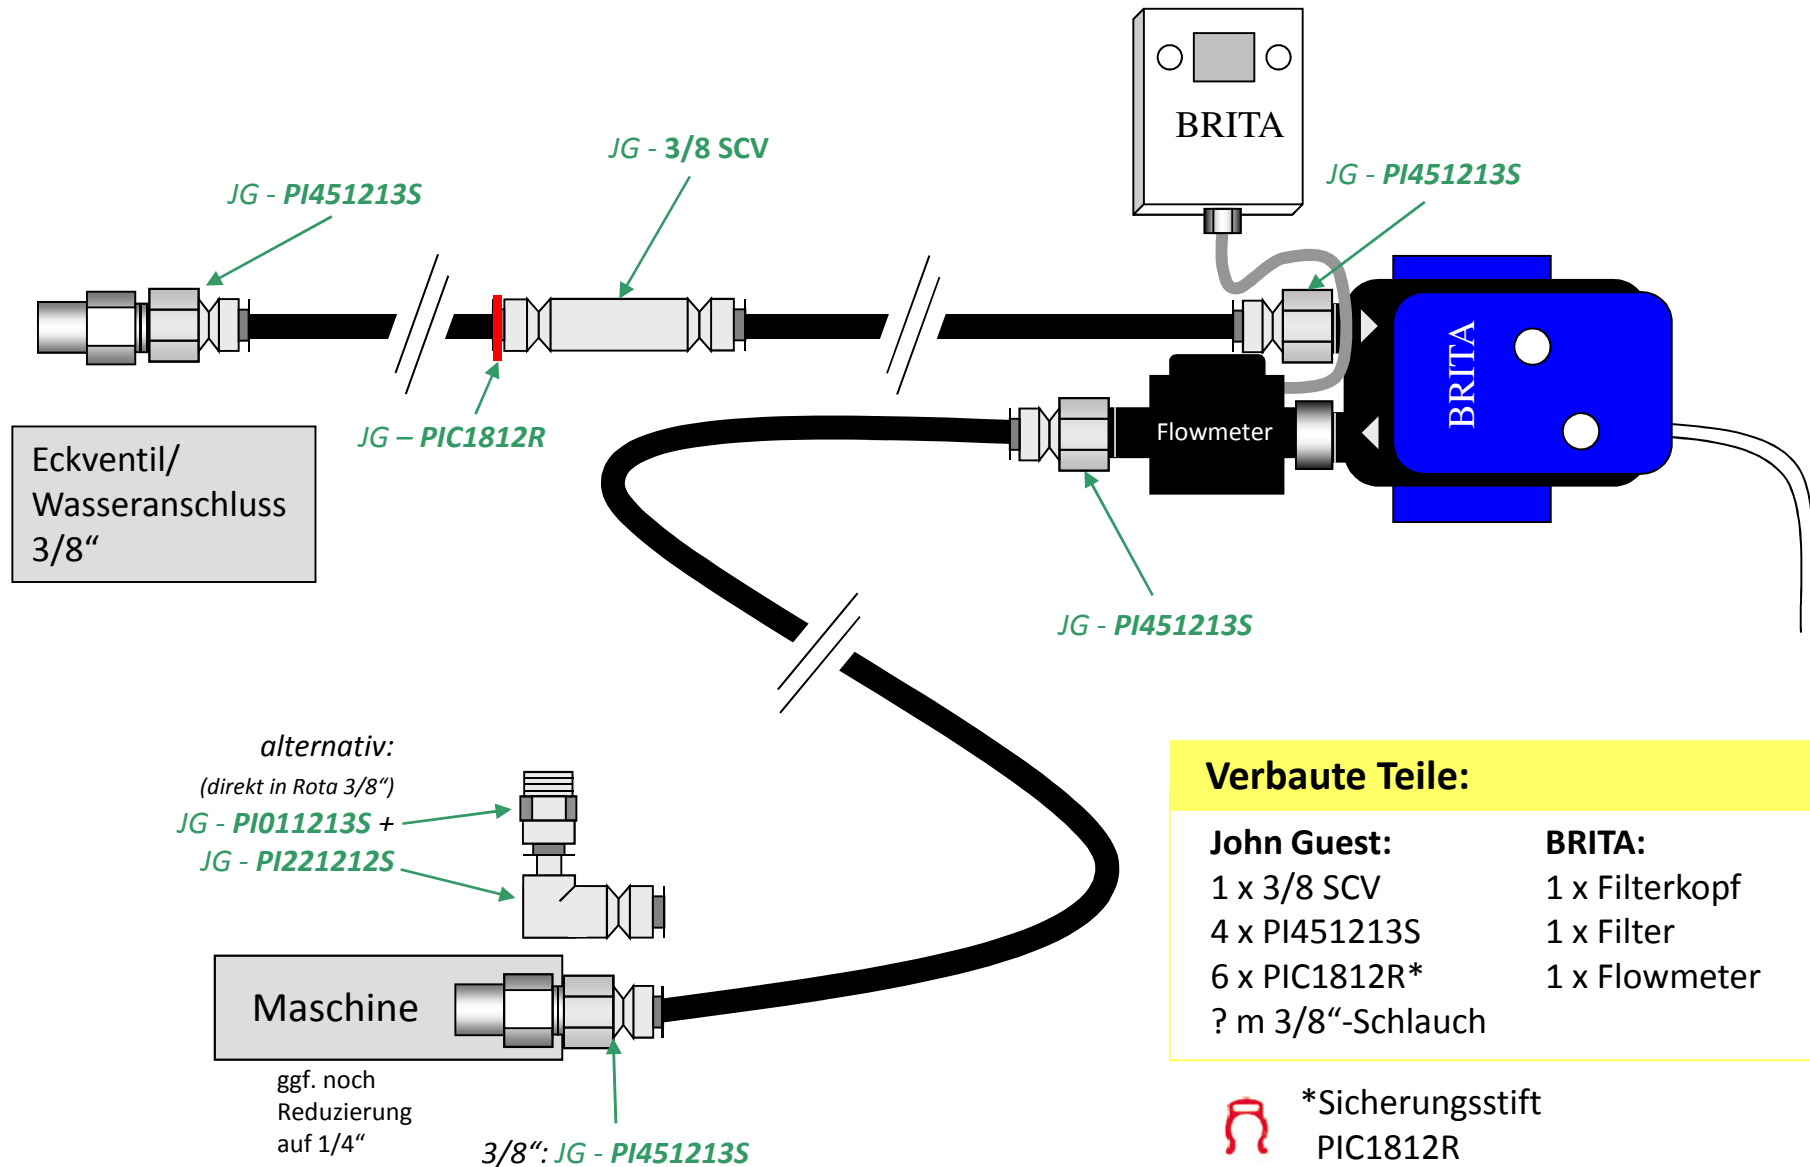 BRITA
JG - 3/8 SCV
JG - PI451213S
JG - PI451213S
JG – PIC1812R
BRITA
Flowmeter
Eckventil/
Wasseranschluss
3/8“
JG - PI451213S
alternativ:
(direkt in Rota 3/8“)
JG - PI011213S +
JG - PI221212S
Maschine
ggf. noch
Reduzierung
auf 1/4“
3/8“: JG - PI451213S
Verbaute Teile:
John Guest:
1 x 3/8 SCV
4 x PI451213S
6 x PIC1812R*
? m 3/8“-Schlauch
BRITA:
1 x Filterkopf
1 x Filter
1 x Flowmeter
*Sicherungsstift
PIC1812R